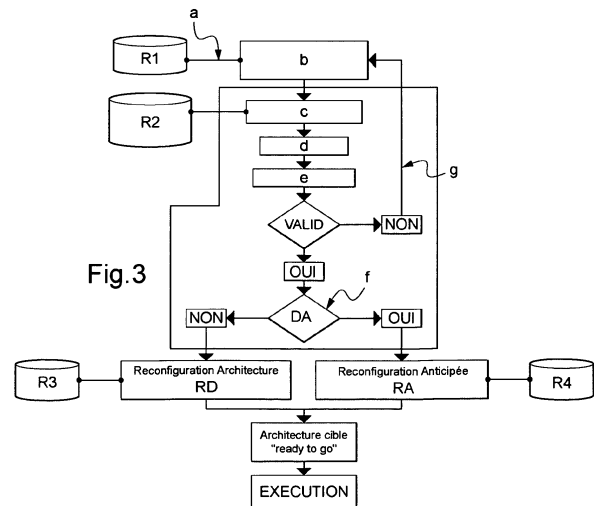 a
R1
b
R2
c
d
e
g
VALID
NON
OUI
Fig.3
f
NON
DA
OUI
R3
Reconfiguration Architecture
RD
Reconfiguration Anticipée
RA
R4
Architecture cible
"ready to go"
EXECUTION